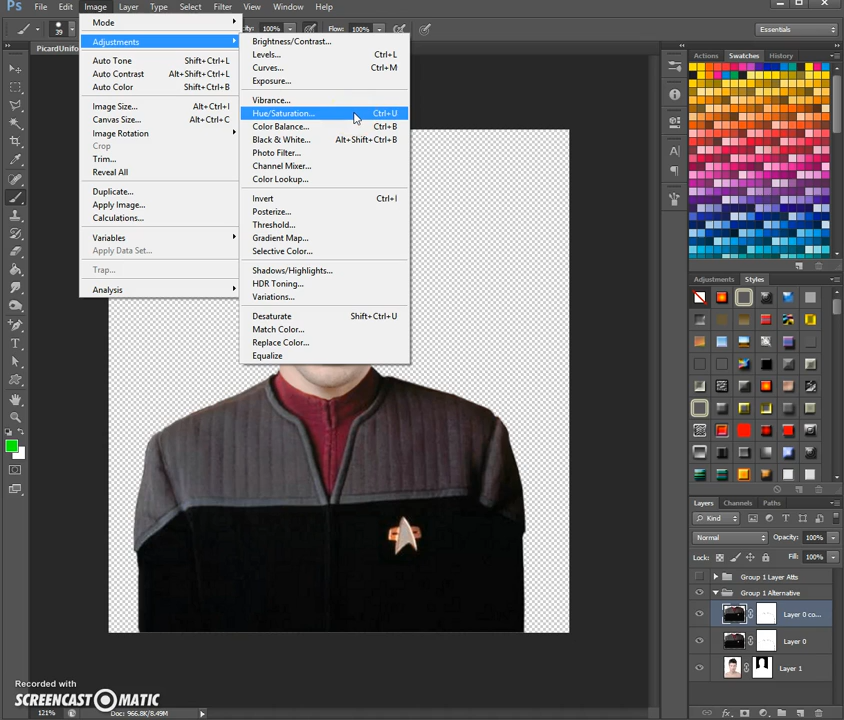 Ps File Edit Image Layer Type Select Filter View Window Help
39 100% Flow: 100% Essentials
PicardUnifo
Mode
Adjustments
Auto Tone Shift+Ctrl+L
Auto Contrast Alt+Shift+Ctrl+L
Auto Color Shift+Ctrl+B
Image Size... Alt+Ctrl+I
Canvas Size... Alt+Ctrl+C
Image Rotation
Crop
Trim...
Reveal All
Duplicate...
Apply Image...
Calculations...
Variables
Apply Data Set...
Trap...
Analysis
Brightness/Contrast...
Levels... Ctrl+L
Curves... Ctrl+M
Exposure...
Vibrance...
Hue/Saturation... Ctrl+U
Color Balance... Ctrl+B
Black & White... Alt+Shift+Ctrl+B
Photo Filter...
Channel Mixer...
Color Lookup...
Invert Ctrl+I
Posterize...
Threshold...
Gradient Map...
Selective Color...
Shadows/Highlights...
HDR Toning...
Variations...
Desaturate Shift+Ctrl+U
Match Color...
Replace Color...
Equalize
Actions Swatches History
Adjustments Styles
Layers Channels Paths
Kind
Normal Opacity: 100%
Lock: Fill: 100%
Group 1 Layer Atts
Group 1 Alternative
Layer 0 co...
Layer 0
Layer 1
Recorded with
SCREENCAST MATIC
121% Doc: 966.8K/8.49M